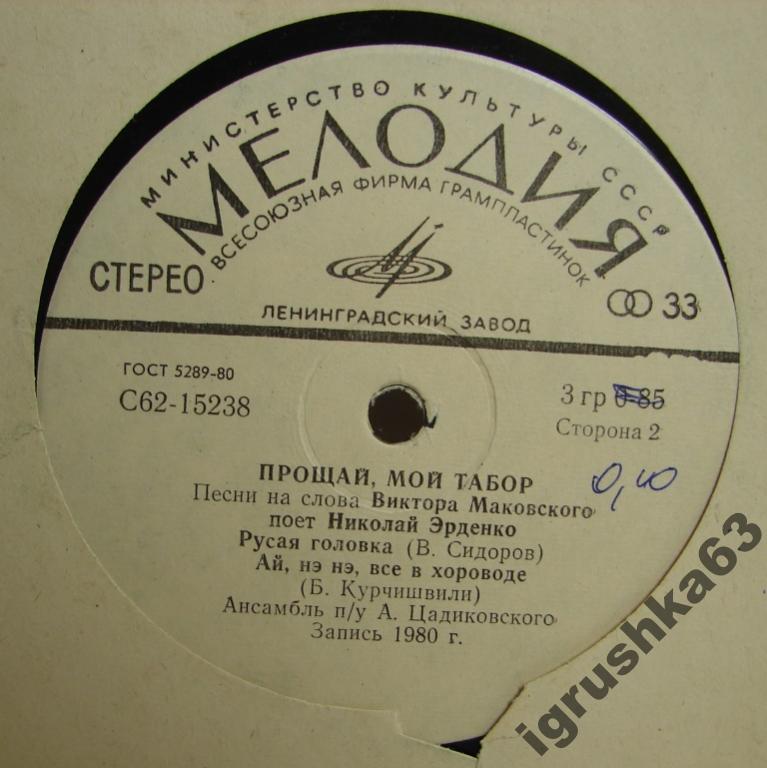 МИНИСТЕРСТВО КУЛЬТУРЫ СССР
МЕЛОДИЯ
ВСЕСОЮЗНАЯ ФИРМА ГРАМПЛАСТИНОК
СТЕРЕО
33
ЛЕНИНГРАДСКИЙ ЗАВОД
ГОСТ 5289-80
С62-15238
3 гр 0-85
Сторона 2
0,40
ПРОЩАЙ, МОЙ ТАБОР
Песни на слова Виктора Маковского
поет Николай Эрденко
Русая головка (В. Сидоров)
Ай, нэ нэ, все в хороводе
(Б. Курчишвили)
Ансамбль п/у А. Цадиковского
Запись 1980 г.
igrushka63